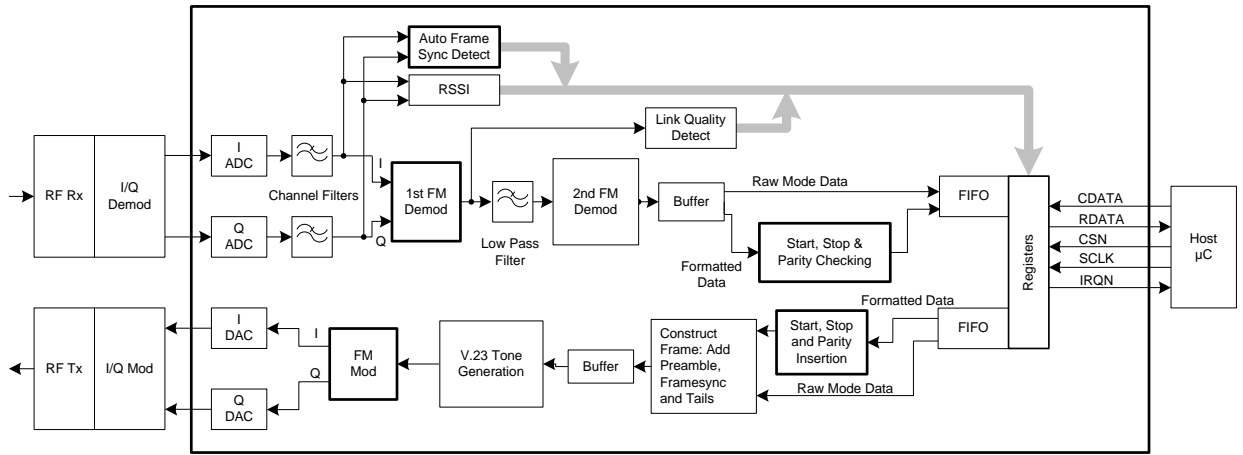 Auto Frame
Sync Detect
RSSI
Link Quality
Detect
RF Rx
I/Q
Demod
I
ADC
Q
ADC
Channel Filters
I
Q
1st FM
Demod
Low Pass
Filter
2nd FM
Demod
Buffer
Raw Mode Data
Formatted
Data
Start, Stop &
Parity Checking
FIFO
Registers
CDATA
RDATA
CSN
SCLK
IRQN
Host
µC
RF Tx
I/Q Mod
I
DAC
Q
DAC
I
Q
FM
Mod
V.23 Tone
Generation
Buffer
Construct
Frame: Add
Preamble,
Framesync
and Tails
Start, Stop
and Parity
Insertion
Formatted Data
FIFO
Raw Mode Data